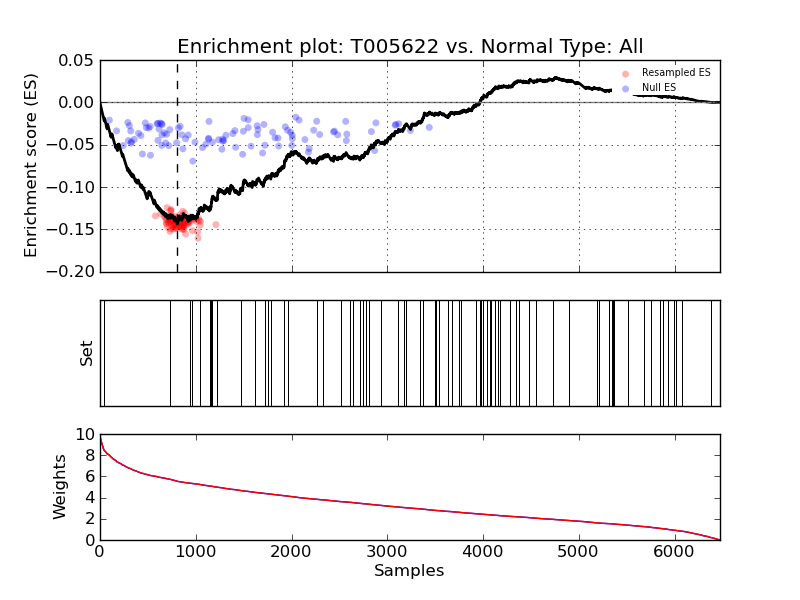 Enrichment plot: T005622 vs. Normal Type: All
Enrichment score (ES)
0.05
0.00
−0.05
−0.10
−0.15
−0.20
Resampled ES
Null ES
Set
Weights
10
8
6
4
2
0
0 1000 2000 3000 4000 5000 6000
Samples